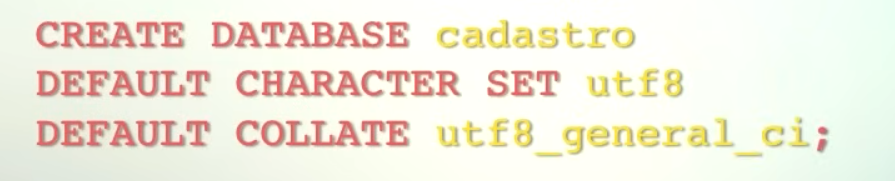 CREATE DATABASE cadastro
DEFAULT CHARACTER SET utf8
DEFAULT COLLATE utf8_general_ci;